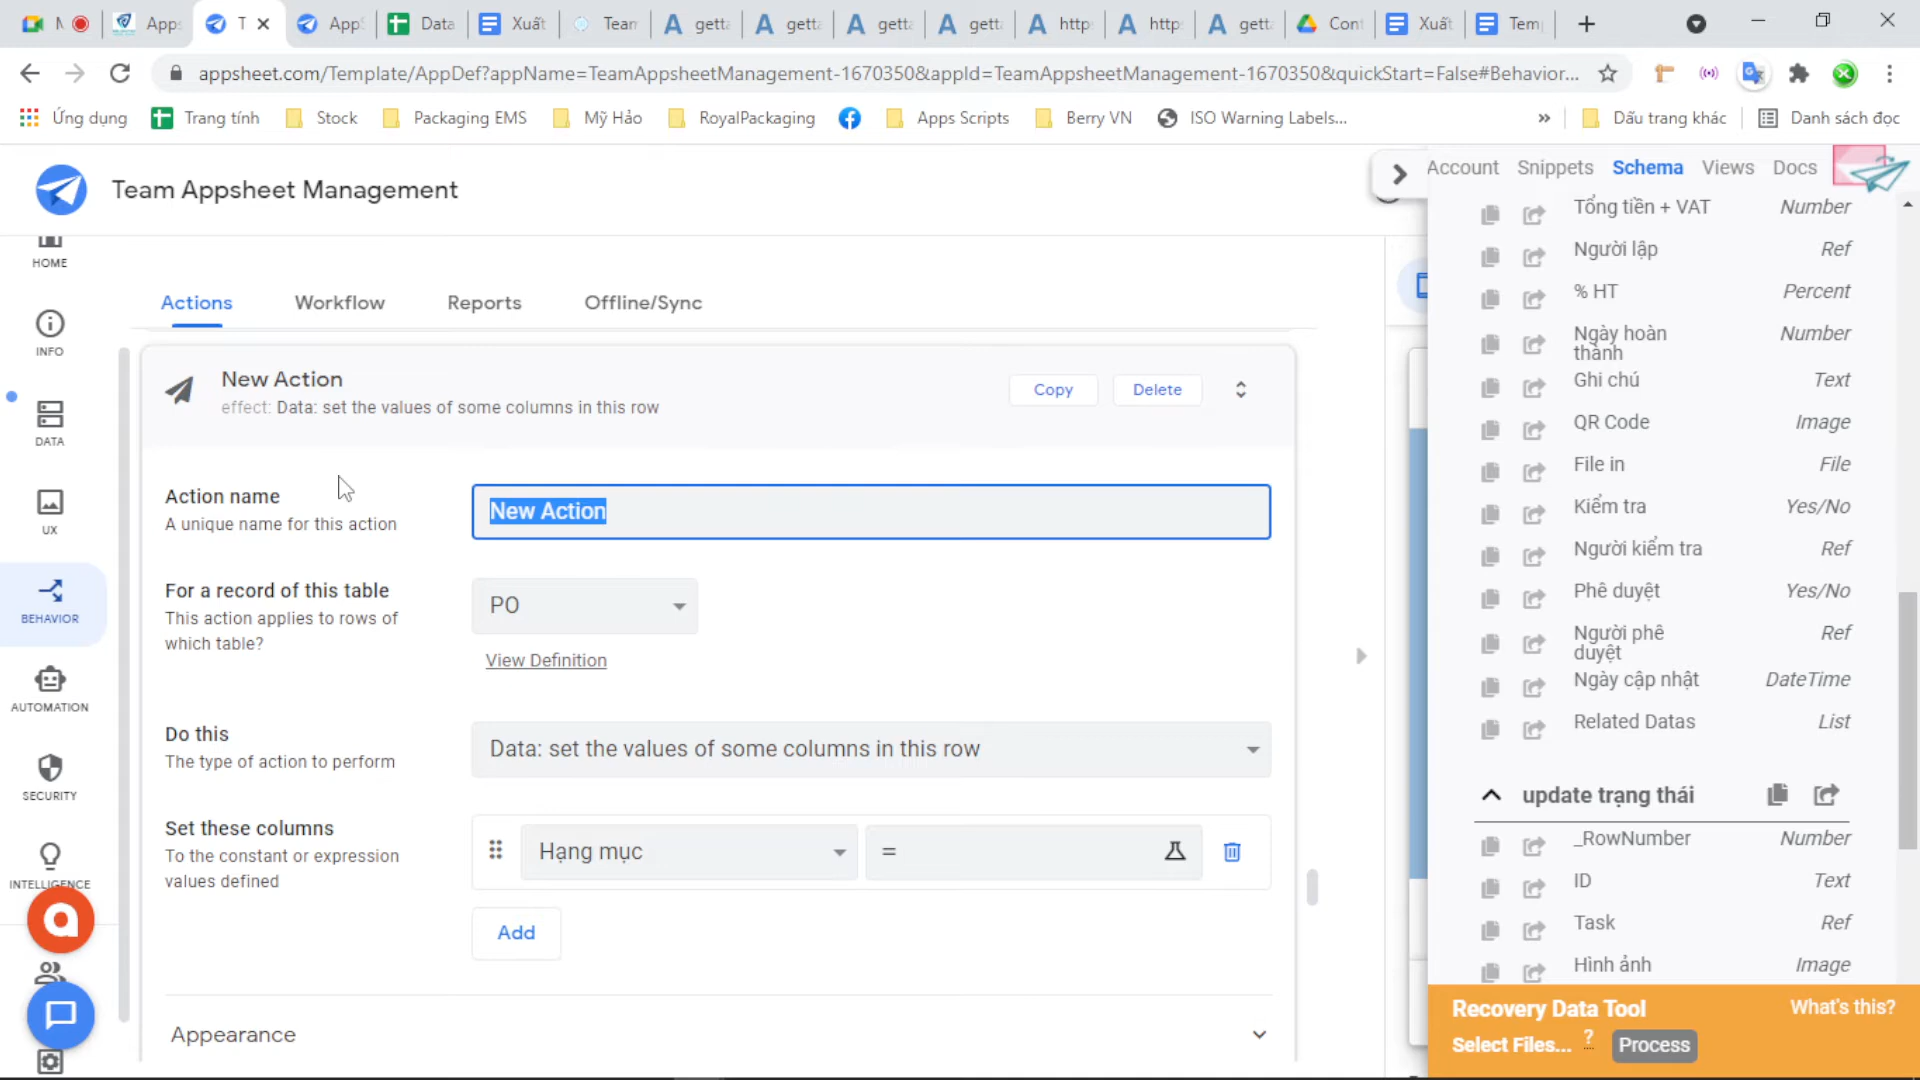 Apps
T
App
Data
Xuất
Team
getta
getta
getta
getta
http
http
getta
Con
Xuất
Tem
appsheet.com/Template/AppDef?appName=TeamAppsheetManagement-1670350&appId=TeamAppsheetManagement-1670350&quickStart=False#Behavior...
Ứng dụng
Trang tính
Stock
Packaging EMS
Mỹ Hảo
RoyalPackaging
Apps Scripts
Berry VN
ISO Warning Labels...
»
Dấu trang khác
Danh sách đọc
Team Appsheet Management
Account Snippets Schema Views Docs
HOME
INFO
DATA
UX
BEHAVIOR
AUTOMATION
SECURITY
INTELLIGENCE
Actions
Workflow
Reports
Offline/Sync
New Action
effect: Data: set the values of some columns in this row
Copy
Delete
Action name
A unique name for this action
New Action
For a record of this table
This action applies to rows of
which table?
PO
View Definition
Do this
The type of action to perform
Data: set the values of some columns in this row
Set these columns
To the constant or expression
values defined
Hạng mục
=
Add
Appearance
Tổng tiền + VAT Number
Người lập Ref
% HT Percent
Ngày hoàn Number
thành
Ghi chú Text
QR Code Image
File in File
Kiểm tra Yes/No
Người kiểm tra Ref
Phê duyệt Yes/No
Người phê Ref
duyệt
Ngày cập nhật DateTime
Related Datas List
update trạng thái
_RowNumber Number
ID Text
Task Ref
Hình ảnh Image
Recovery Data Tool What's this?
Select Files... ? Process